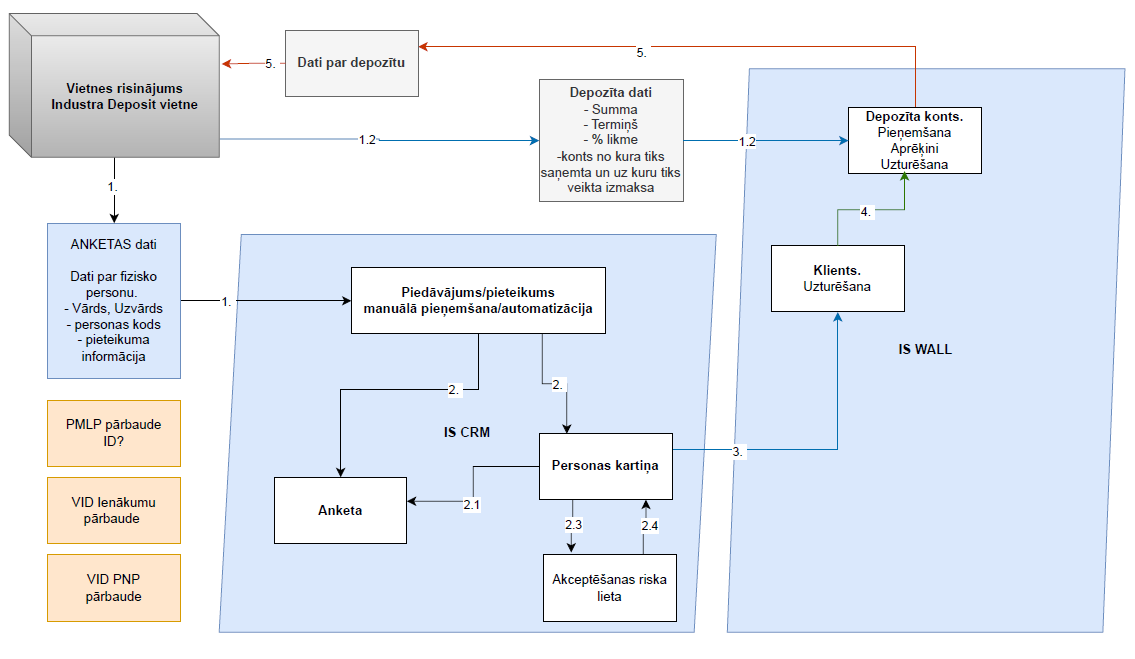 Vietnes risinājums
Industra Deposit vietne
5.
Dati par depozītu
5.
1.2
Depozīta dati
- Summa
- Termiņš
- % likme
-konts no kura tiks
saņemta un uz kuru tiks
veikta izmaksa
1.2
Depozīta konts.
Pieņemšana
Aprēķini
Uzturēšana
1.
4.
ANKETAS dati
Dati par fizisko
personu.
- Vārds, Uzvārds
- personas kods
- pieteikuma
informācija
1.
Piedāvājums/pieteikums
manuālā pieņemšana/automatizācija
Klients.
Uzturēšana
IS WALL
2.
2.
IS CRM
PMLP pārbaude
ID?
Personas kartiņa
3.
VID Ienākumu
pārbaude
Anketa
2.1
2.3
2.4
VID PNP
pārbaude
Akceptēšanas riska
lieta